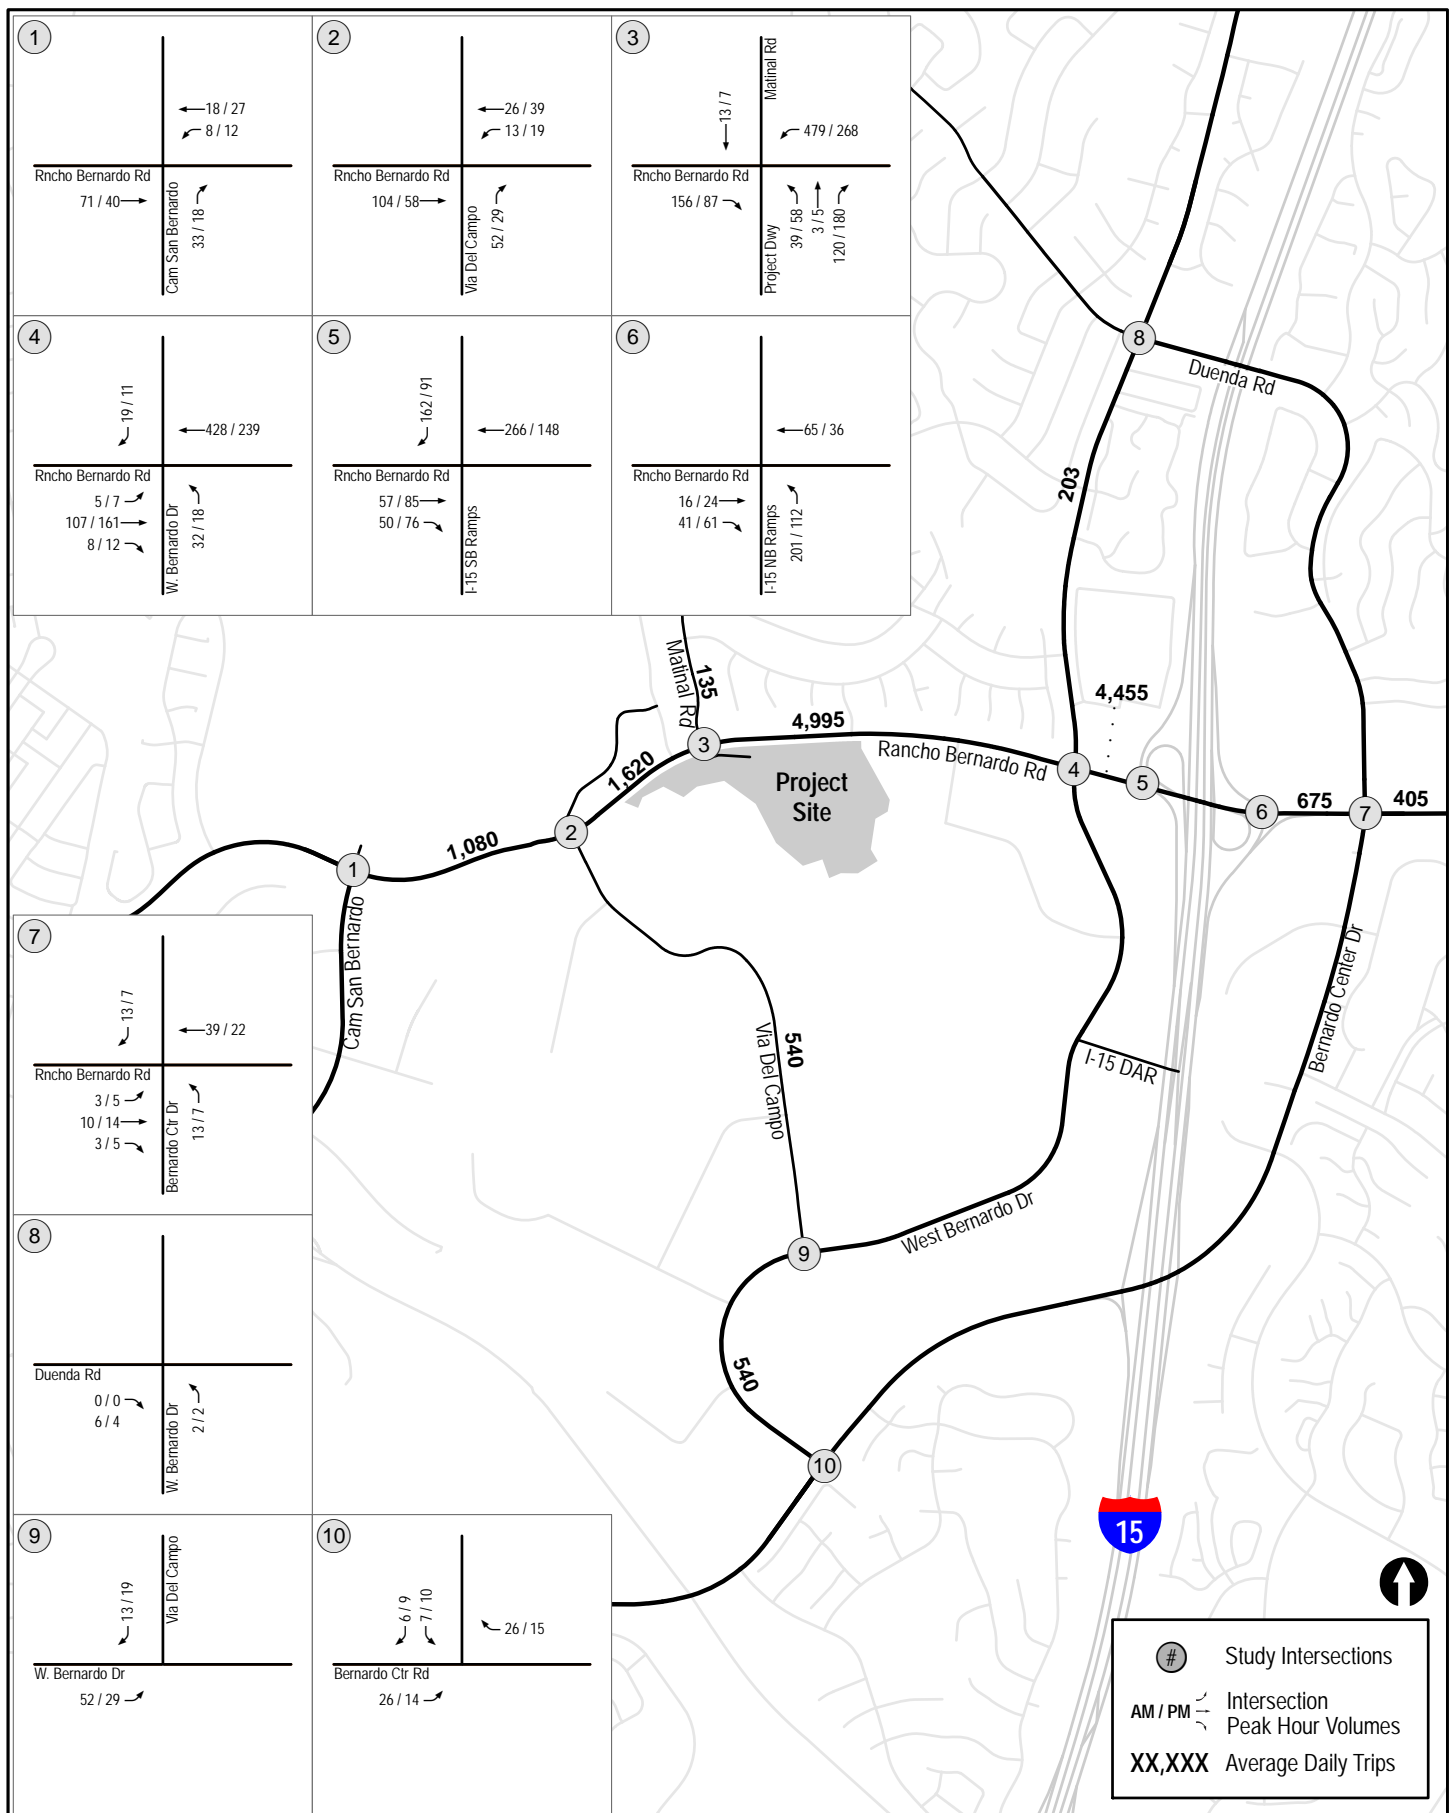 1
18 / 27
8 / 12
Rncho Bernardo Rd
71 / 40
Cam San Bernardo
33 / 18
2
26 / 39
13 / 19
Rncho Bernardo Rd
104 / 58
Via Del Campo
52 / 29
3
Matinal Rd
13 / 7
479 / 268
Rncho Bernardo Rd
156 / 87
Project Dwy
39 / 58
3 / 5
120 / 180
4
19 / 11
428 / 239
Rncho Bernardo Rd
5 / 7
107 / 161
8 / 12
W. Bernardo Dr
32 / 18
5
162 / 91
266 / 148
Rncho Bernardo Rd
57 / 85
50 / 76
I-15 SB Ramps
6
65 / 36
Rncho Bernardo Rd
16 / 24
41 / 61
I-15 NB Ramps
201 / 112
8
Duenda Rd
203
Matinal Rd
135
4,455
4,995
3
Rancho Bernardo Rd
4
5
1,620
Project
Site
6
675
7
405
2
1,080
1
Cam San Bernardo
Bernardo Center Dr
540
Via Del Campo
I-15 DAR
West Bernardo Dr
9
540
10
15
7
13 / 7
39 / 22
Rncho Bernardo Rd
3 / 5
10 / 14
3 / 5
Bernardo Ctr Dr
13 / 7
8
Duenda Rd
0 / 0
6 / 4
W. Bernardo Dr
2 / 2
9
Via Del Campo
13 / 19
W. Bernardo Dr
52 / 29
10
6 / 9
7 / 10
26 / 15
Bernardo Ctr Rd
26 / 14
# Study Intersections
AM / PM Intersection
Peak Hour Volumes
XX,XXX Average Daily Trips